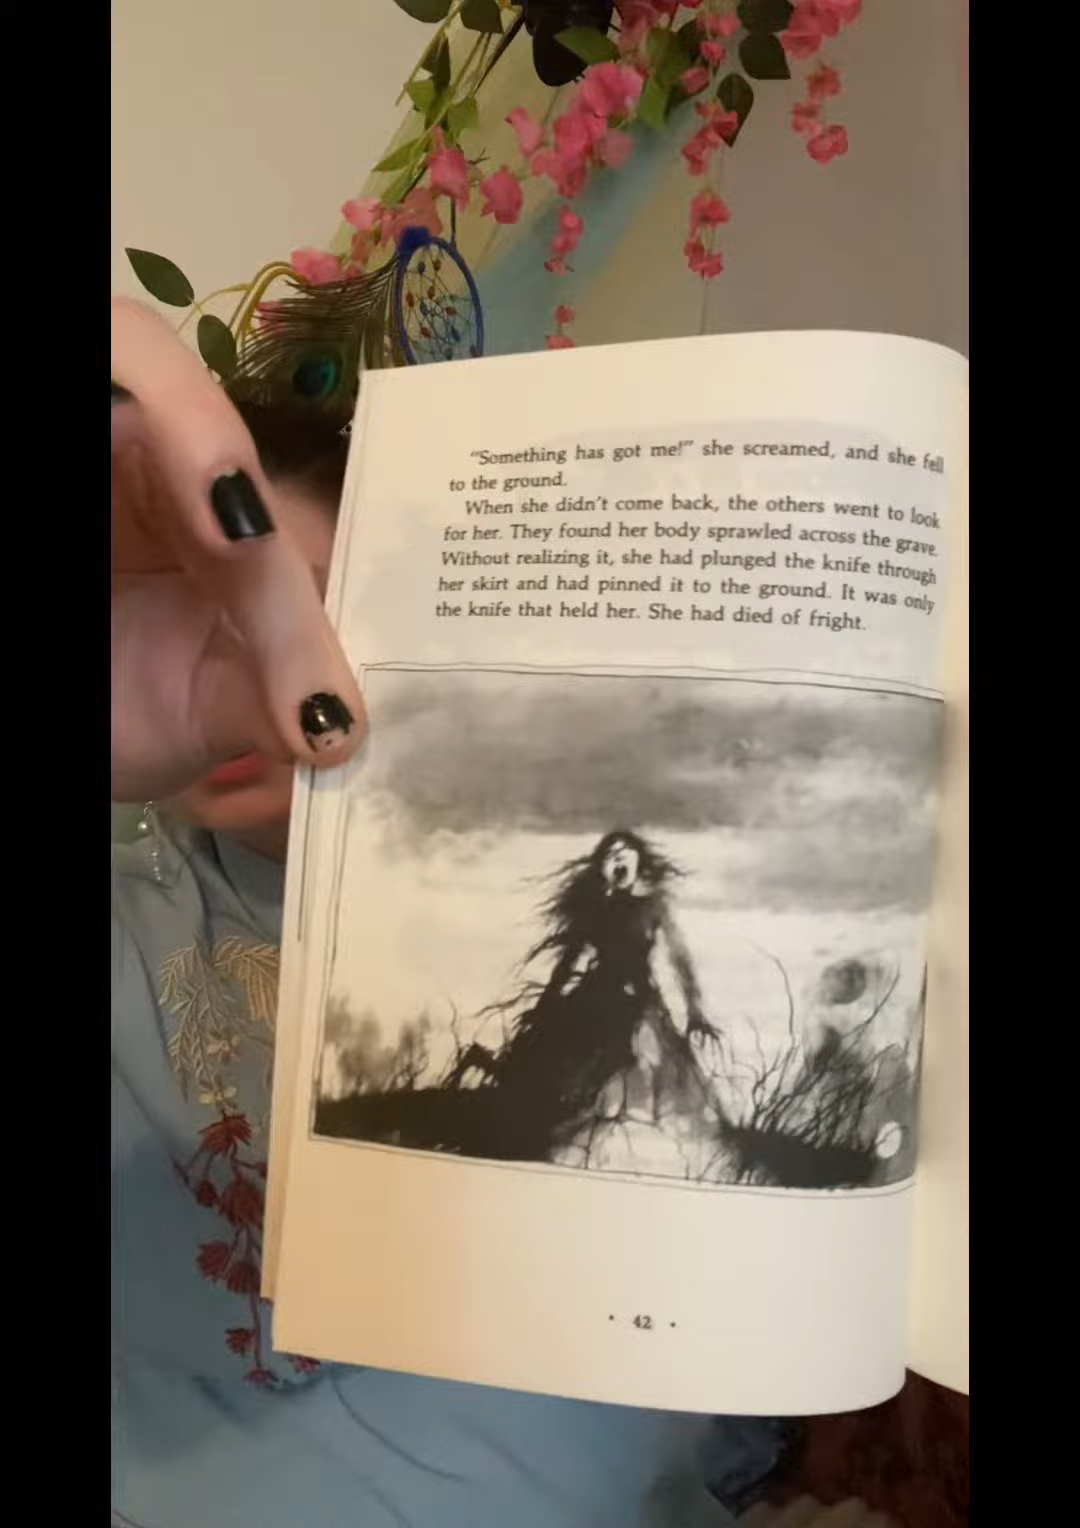 "Something has got me!" she screamed, and she fell
to the ground.
When she didn't come back, the others went to look
for her. They found her body sprawled across the grave.
Without realizing it, she had plunged the knife through
her skirt and had pinned it to the ground. It was only
the knife that held her. She had died of fright.
• 42 •